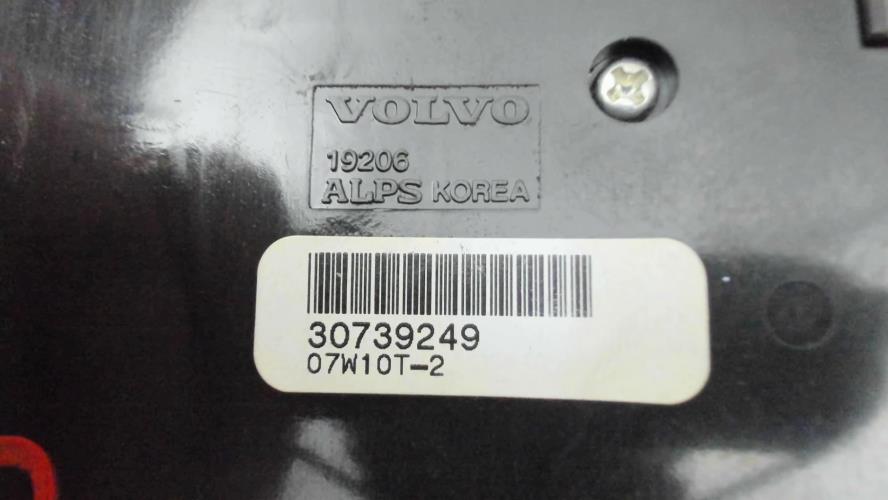 VOLVO
19206
ALPS KOREA
30739249
07W10T-2